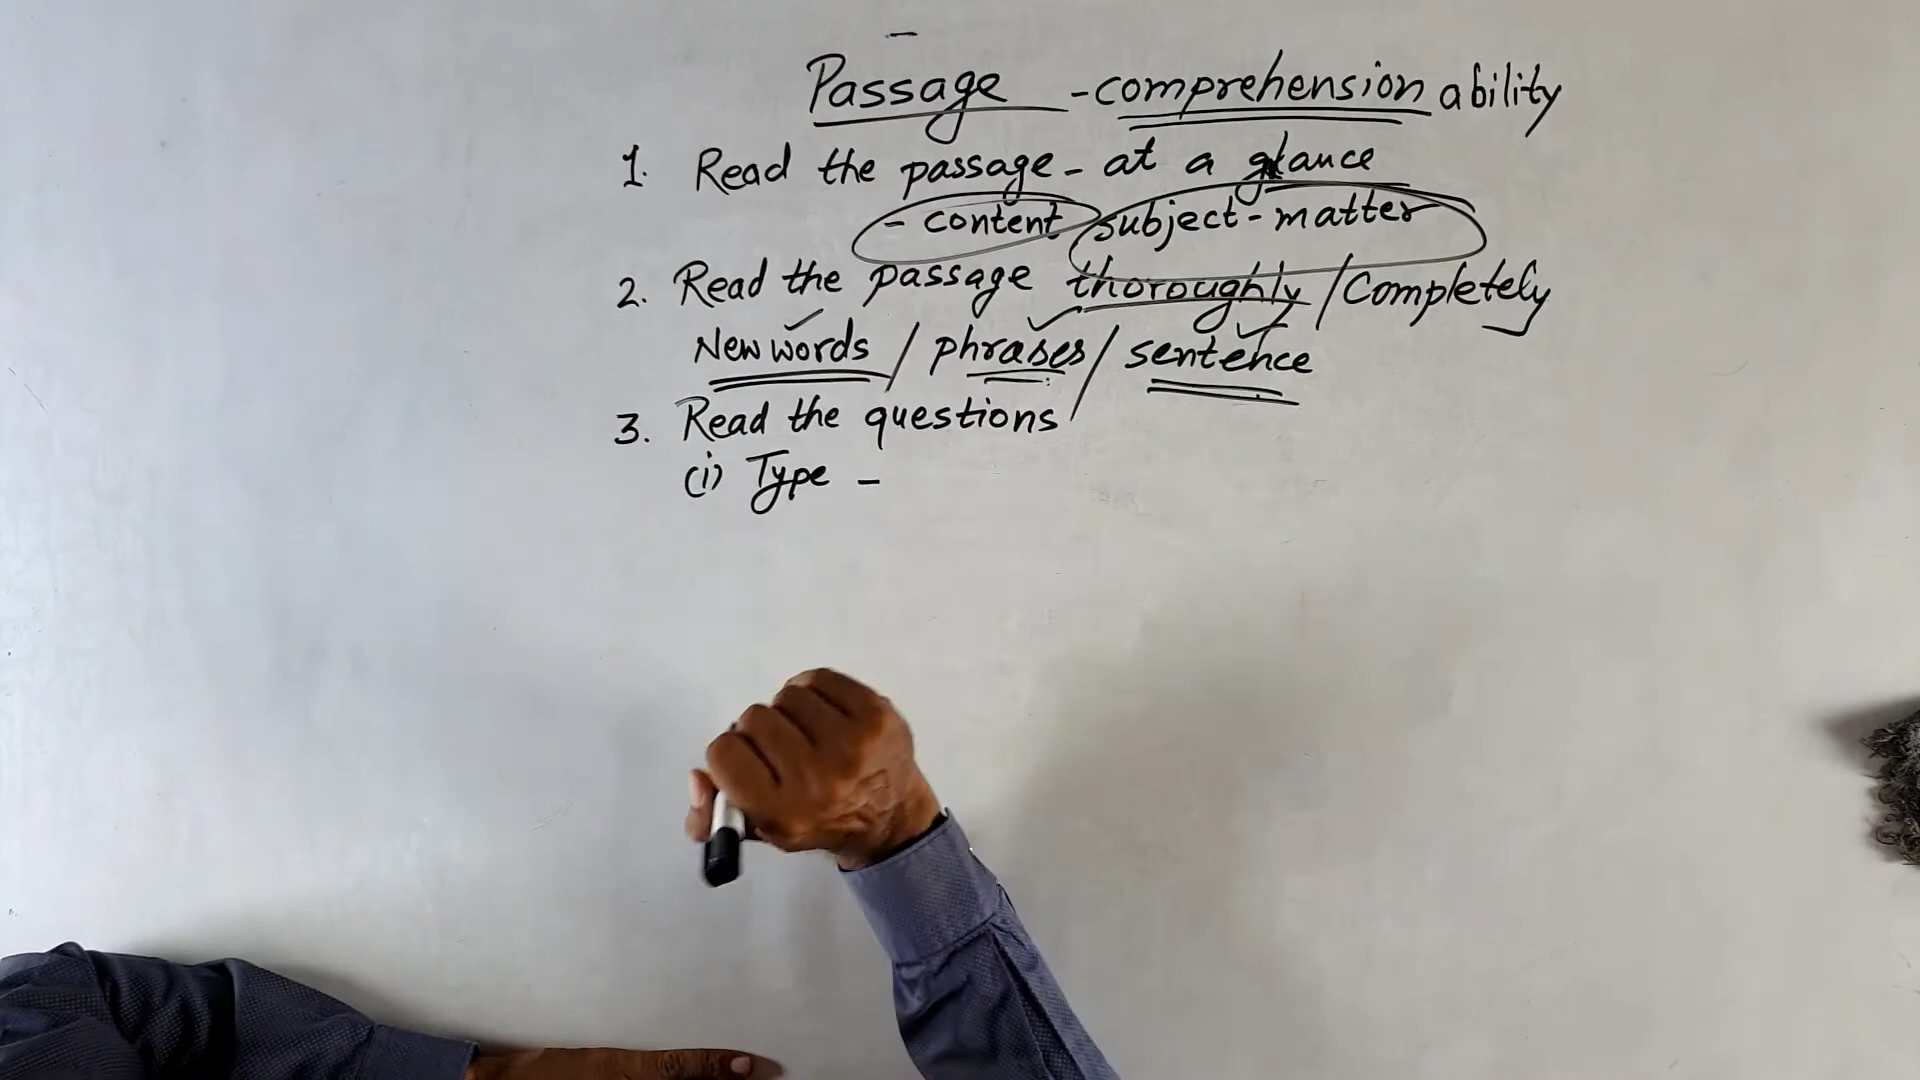 Passage - comprehension ability
1. Read the passage - at a glance
- content subject - matter
2. Read the passage thoroughly / Completely
New words / phrases / sentence
3. Read the questions
(i) Type -